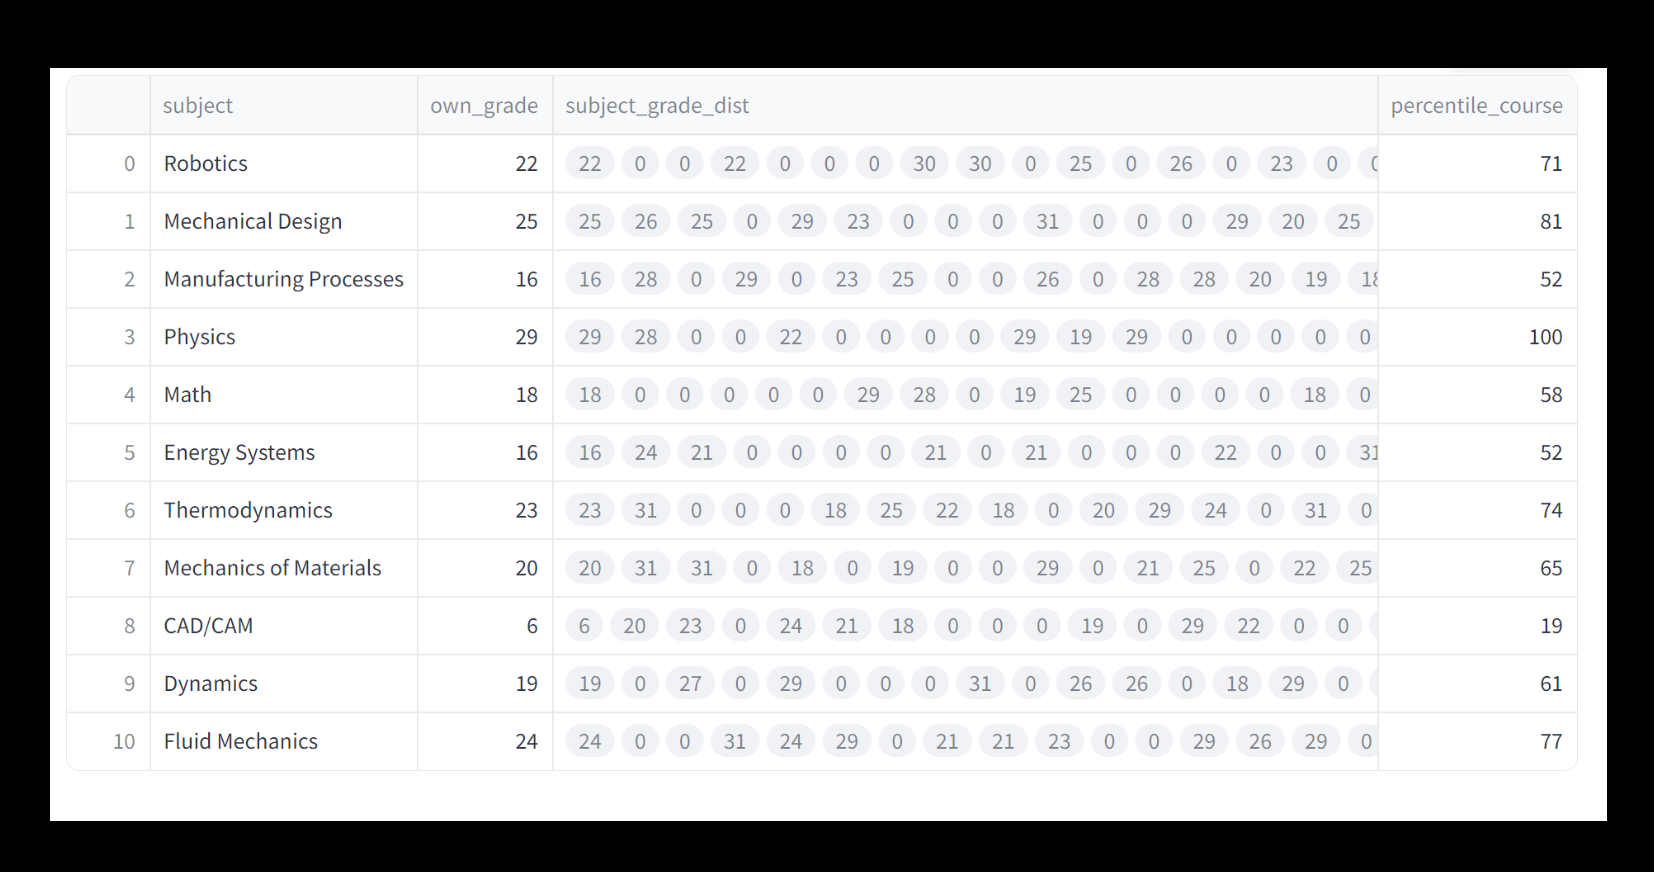 subject own_grade subject_grade_dist percentile_course
0 Robotics 22 22 0 0 22 0 0 0 30 30 0 25 0 26 0 23 0 0 71
1 Mechanical Design 25 25 26 25 0 29 23 0 0 0 31 0 0 0 29 20 25 81
2 Manufacturing Processes 16 16 28 0 29 0 23 25 0 0 26 0 28 28 20 19 18 52
3 Physics 29 29 28 0 0 22 0 0 0 0 29 19 29 0 0 0 0 0 100
4 Math 18 18 0 0 0 0 0 29 28 0 19 25 0 0 0 0 18 0 58
5 Energy Systems 16 16 24 21 0 0 0 0 21 0 21 0 0 0 22 0 0 31 52
6 Thermodynamics 23 23 31 0 0 0 18 25 22 18 0 20 29 24 0 31 0 74
7 Mechanics of Materials 20 20 31 31 0 18 0 19 0 0 29 0 21 25 0 22 25 65
8 CAD/CAM 6 6 20 23 0 24 21 18 0 0 0 19 0 29 22 0 0 19
9 Dynamics 19 19 0 27 0 29 0 0 0 31 0 26 26 0 18 29 0 61
10 Fluid Mechanics 24 24 0 0 31 24 29 0 21 21 23 0 0 29 26 29 0 77